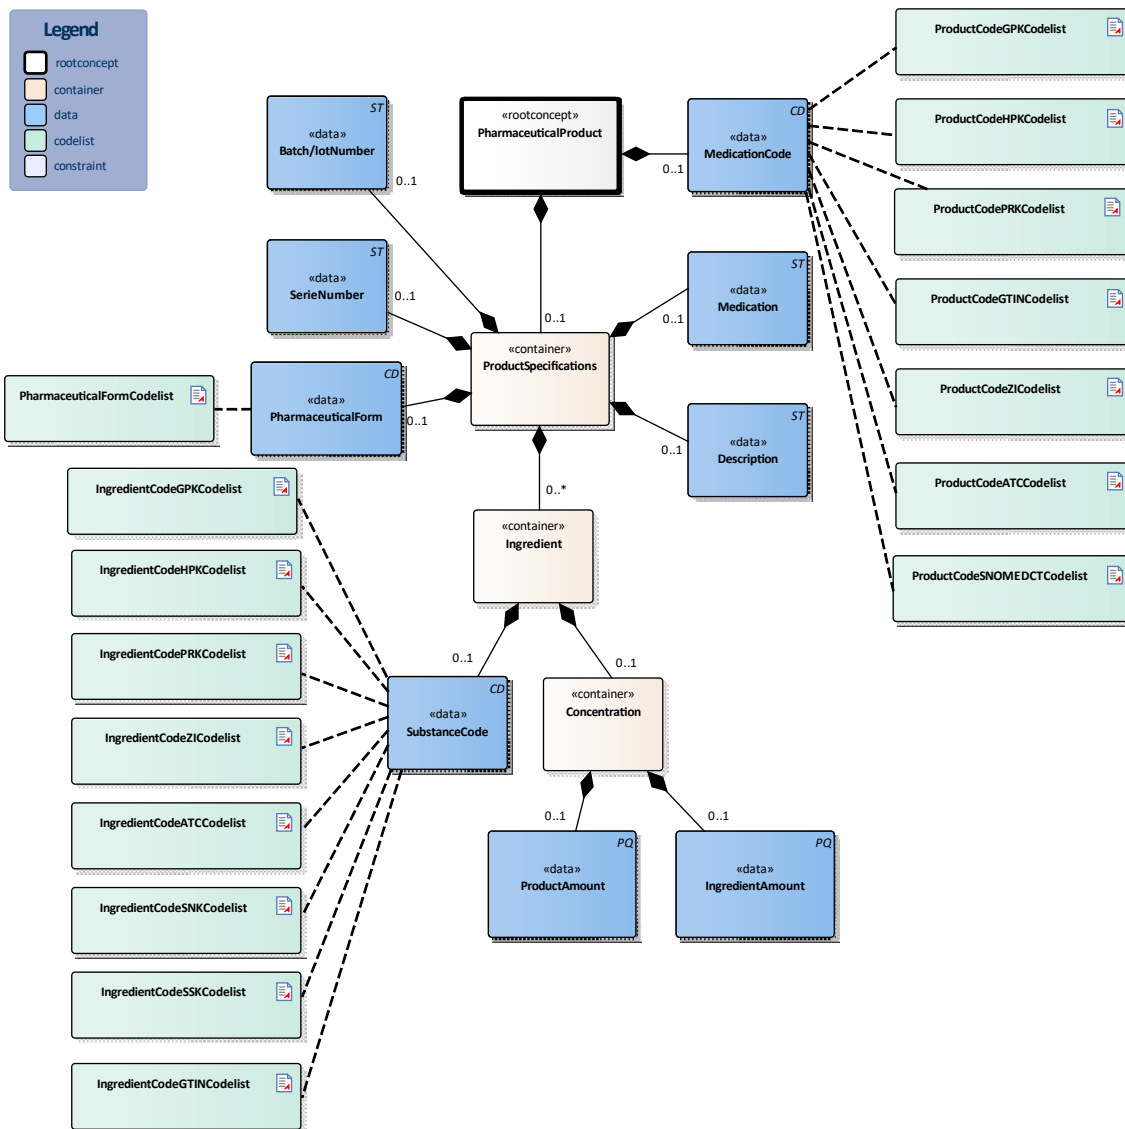 Legend
rootconcept
container
data
codelist
constraint
ST
«data»
Batch/lotNumber
0..1
«rootconcept»
PharmaceuticalProduct
CD
«data»
MedicationCode
0..1
ProductCodeGPKCodelist
ProductCodeHPKCodelist
ProductCodePRKCodelist
ProductCodeGTINCodelist
ProductCodeZICodelist
ProductCodeATCCodelist
ProductCodeSNOMEDCTCodelist
ST
«data»
SerieNumber
0..1
0..1
«container»
ProductSpecifications
ST
«data»
Medication
0..1
PharmaceuticalFormCodelist
CD
«data»
PharmaceuticalForm
0..1
ST
«data»
Description
0..1
0..*
«container»
Ingredient
IngredientCodeGPKCodelist
IngredientCodeHPKCodelist
IngredientCodePRKCodelist
IngredientCodeZICodelist
IngredientCodeATCCodelist
IngredientCodeSNKCodelist
IngredientCodeSSKCodelist
IngredientCodeGTINCodelist
0..1
CD
«data»
SubstanceCode
0..1
«container»
Concentration
0..1
PQ
«data»
ProductAmount
0..1
PQ
«data»
IngredientAmount